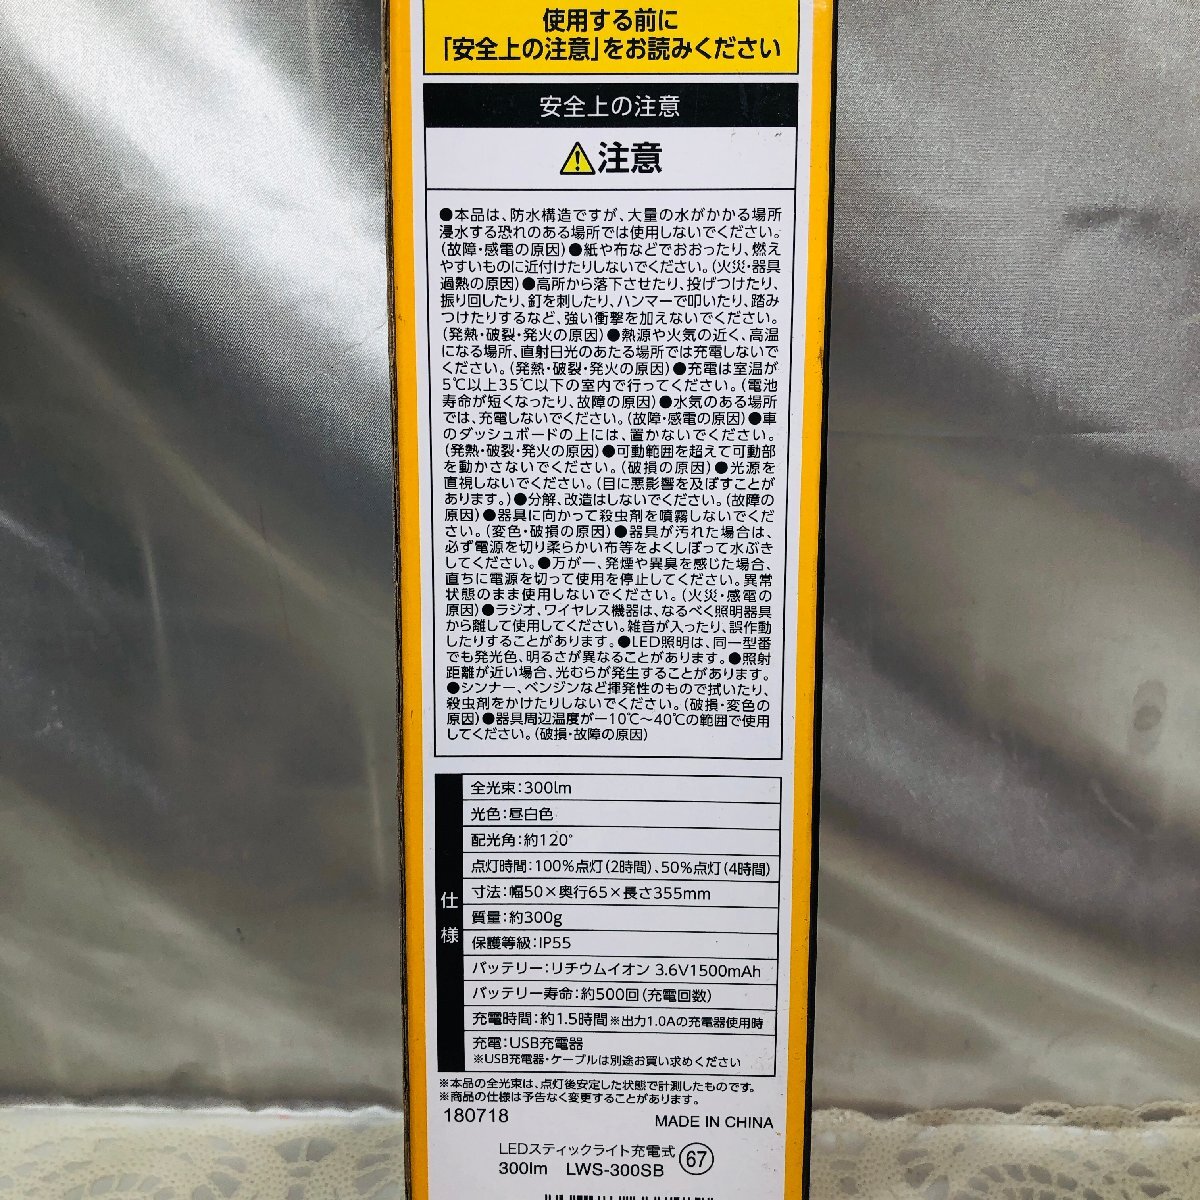 使用する前に
「安全上の注意」をお読みください
安全上の注意
注意
●本品は、防水構造ですが、大量の水がかかる場所
浸水する恐れのある場所では使用しないでください。
(故障・感電の原因)●紙や布などでおおったり、燃え
やすいものに近付けたりしないでください。(火災・器具
過熱の原因)●高所から落下させたり、投げつけたり、
振り回したり、釘を刺したり、ハンマーで叩いたり、踏み
つけたりするなど、強い衝撃を加えないでください。
(発熱・破裂・発火の原因)●熱源や火気の近く、高温
になる場所、直射日光のあたる場所では充電しないで
ください。(発熱・破裂・発火の原因)●充電は室温が
5℃以上35℃以下の室内で行ってください。(電池
寿命が短くなったり、故障の原因)●水気のある場所
では、充電しないでください。(故障・感電の原因)●車
のダッシュボードの上には、置かないでください。
(発熱・破裂・発火の原因)●可動範囲を超えて可動部
を動かさないでください。(破損の原因)●光源を
直視しないでください。(目に悪影響を及ぼすことが
あります。)●分解、改造はしないでください。(故障の
原因)●器具に向かって殺虫剤を噴霧しないでくだ
さい。(変色・破損の原因)●器具が汚れた場合は、
必ず電源を切り柔らかい布等をよくしぼって水ぶき
してください。●万が一、発煙や異臭を感じた場合、
直ちに電源を切って使用を停止してください。異常
状態のまま使用しないでください。(火災・感電の
原因)●ラジオ、ワイヤレス機器は、なるべく照明器具
から離して使用してください。雑音が入ったり、誤作動
したりすることがあります。●LED照明は、同一型番
でも発光色、明るさが異なることがあります。●照射
距離が近い場合、光むらが発生することがあります。
●シンナー、ベンジンなど揮発性のもので拭いたり、
殺虫剤をかけたりしないでください。(破損・変色の
原因)●器具周辺温度が－10℃～40℃の範囲で使用
してください。(破損・故障の原因)
仕様
全光束：300lm
光色：昼白色
配光角：約120°
点灯時間：100%点灯(2時間)、50%点灯(4時間)
寸法：幅50×奥行65×長さ355mm
質量：約300g
保護等級：IP55
バッテリー：リチウムイオン 3.6V1500mAh
バッテリー寿命：約500回(充電回数)
充電時間：約1.5時間 ※出力1.0Aの充電器使用時
充電：USB充電器
※USB充電器・ケーブルは別途お買い求めください
※本品の全光束は、点灯後安定した状態で計測したものです。
※商品の仕様は予告なく変更することがあります。
180718
MADE IN CHINA
LEDスティックライト充電式
300lm LWS-300SB
67